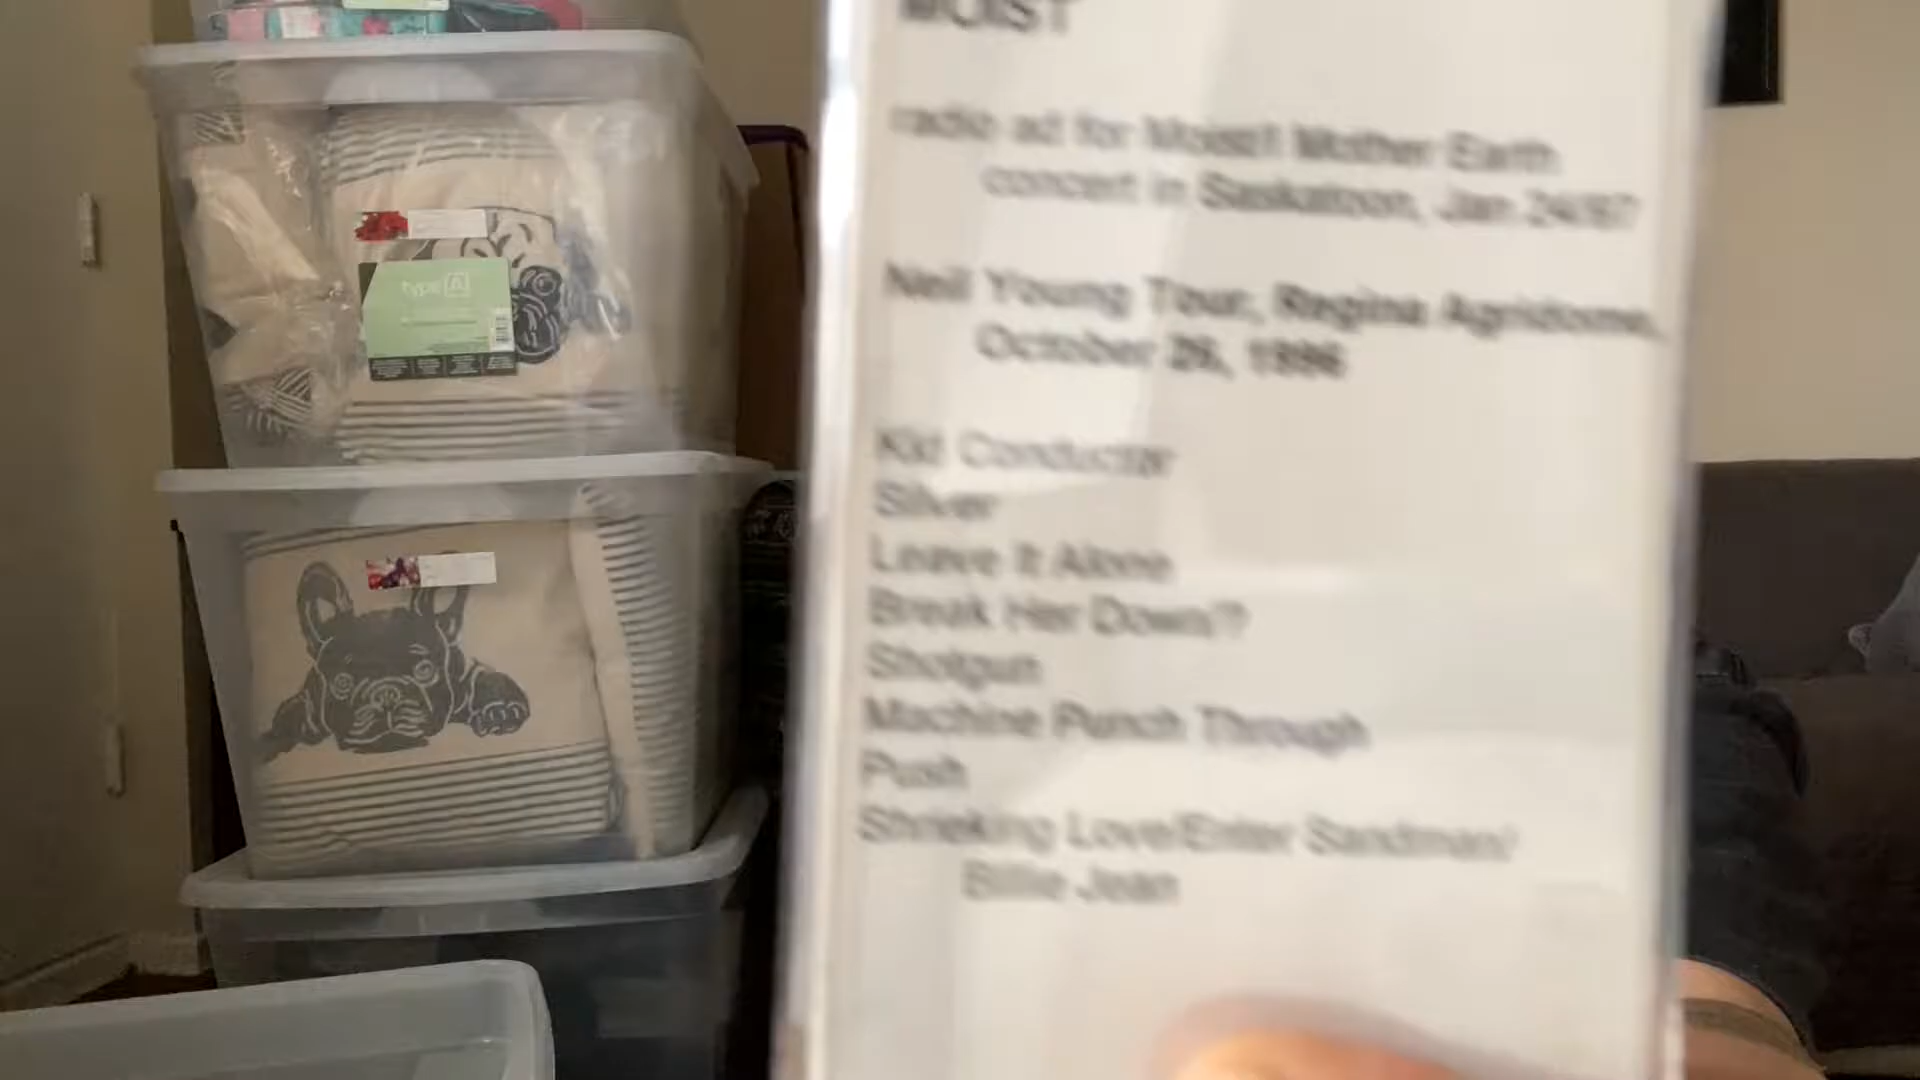 MOIST
radio ad for Moist/I Mother Earth
concert in Saskatoon, Jan 24/97
Neil Young Tour, Regina Agridome,
October 26, 1996
Kid Conductor
Silver
Leave It Alone
Break Her Down/?
Shotgun
Machine Punch Through
Push
Shrieking Love/Enter Sandman/
Billie Jean
type [A]